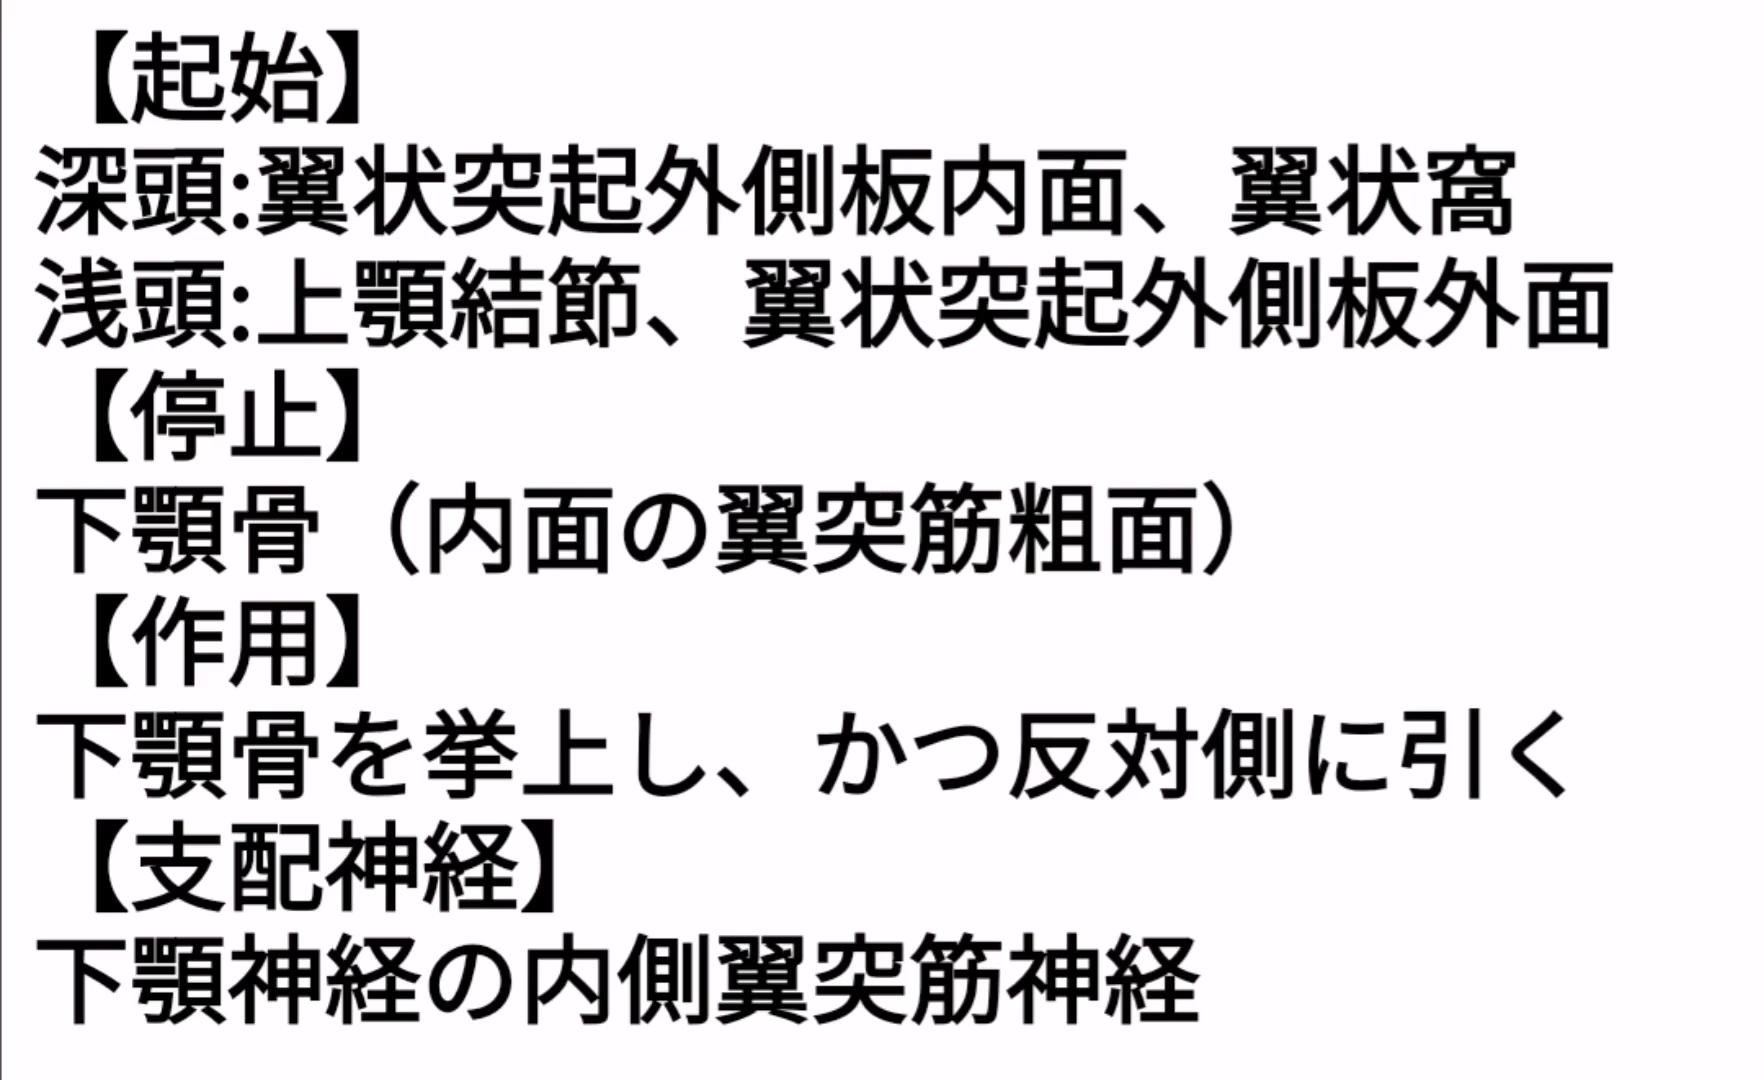 【起始】
深頭:翼状突起外側板内面、翼状窩
浅頭:上顎結節、翼状突起外側板外面
【停止】
下顎骨（内面の翼突筋粗面）
【作用】
下顎骨を挙上し、かつ反対側に引く
【支配神経】
下顎神経の内側翼突筋神経